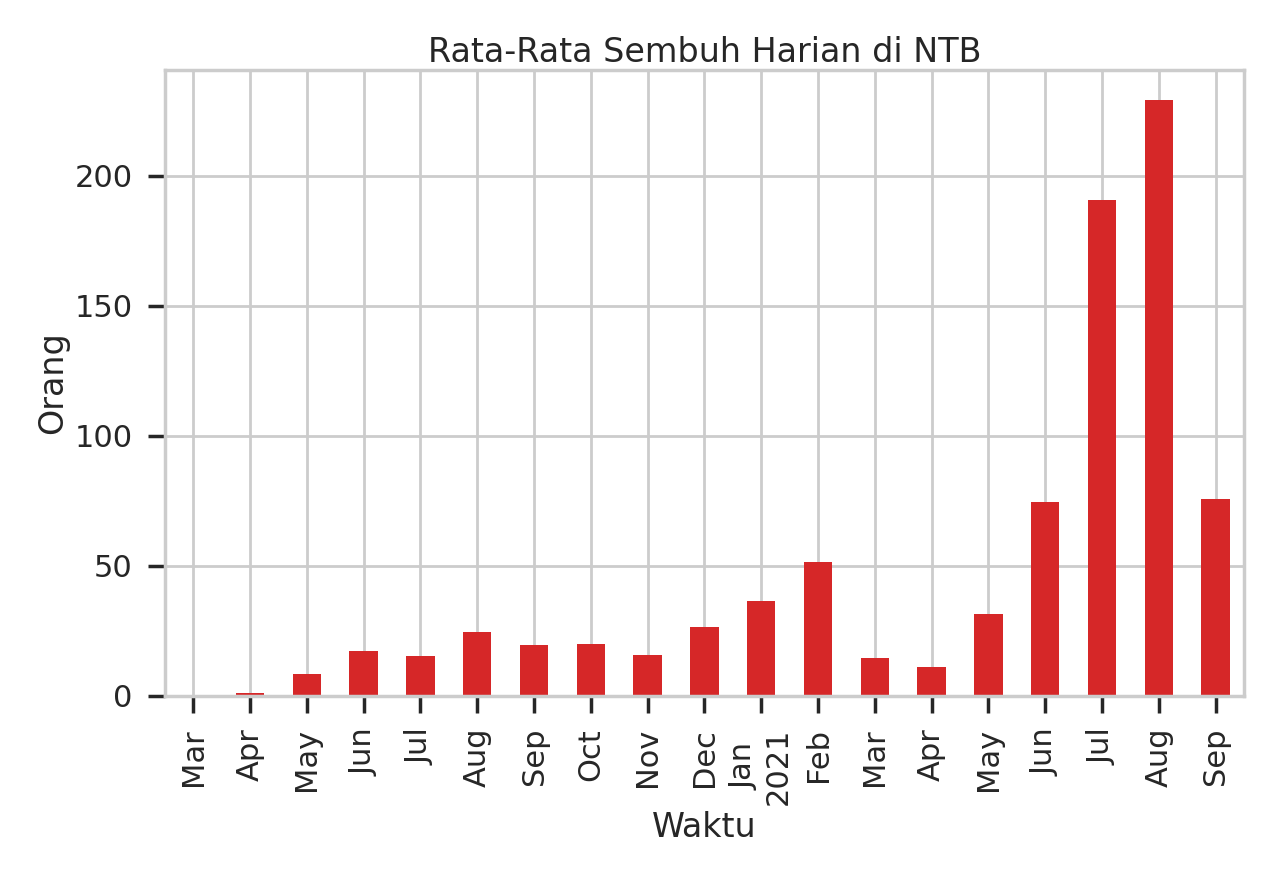 Rata-Rata Sembuh Harian di NTB
Orang
200
150
100
50
0
Mar
Apr
May
Jun
Jul
Aug
Sep
Oct
Nov
Dec
Jan
2021
Feb
Mar
Apr
May
Jun
Jul
Aug
Sep
Waktu